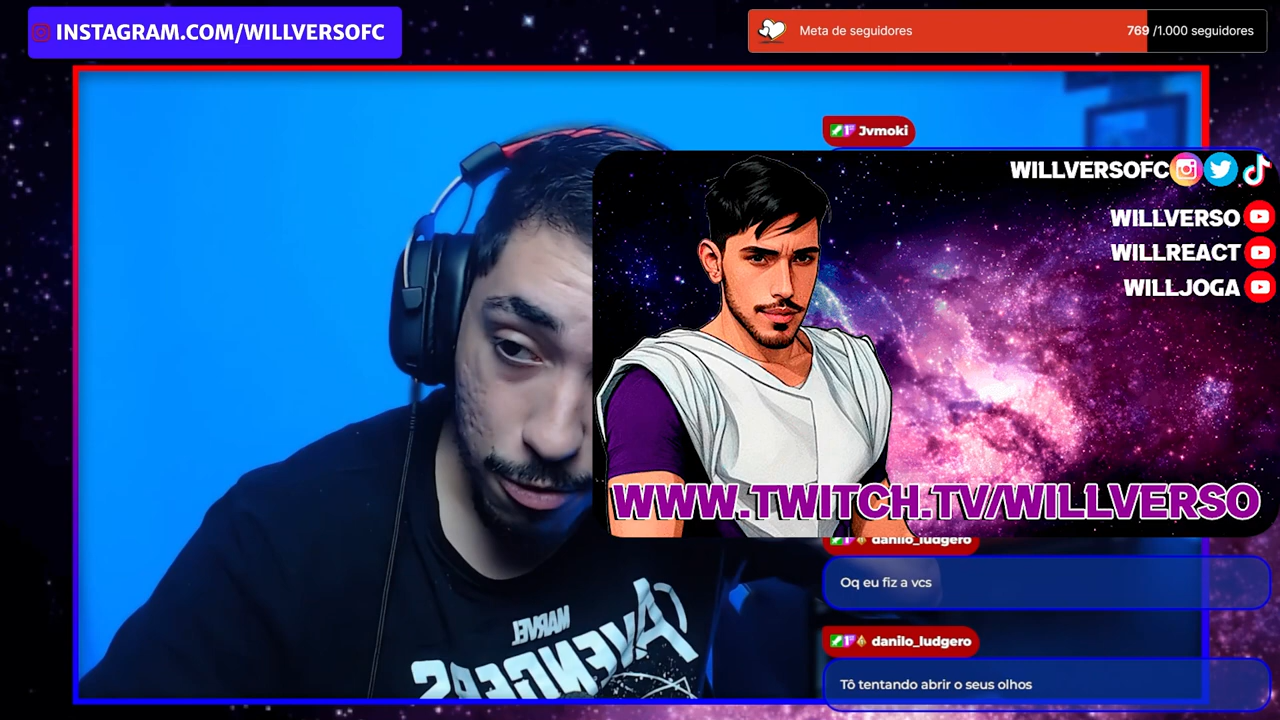 INSTAGRAM.COM/WILLVERSOFC
Meta de seguidores
769 /1.000 seguidores
Jvmoki
WILLVERSOFC
WILLVERSO
WILLREACT
WILLJOGA
WWW.TWITCH.TV/WILLVERSO
danilo_ludgero
Oq eu fiz a vcs
danilo_ludgero
Tô tentando abrir o seus olhos
MARVEL
AVENGERS